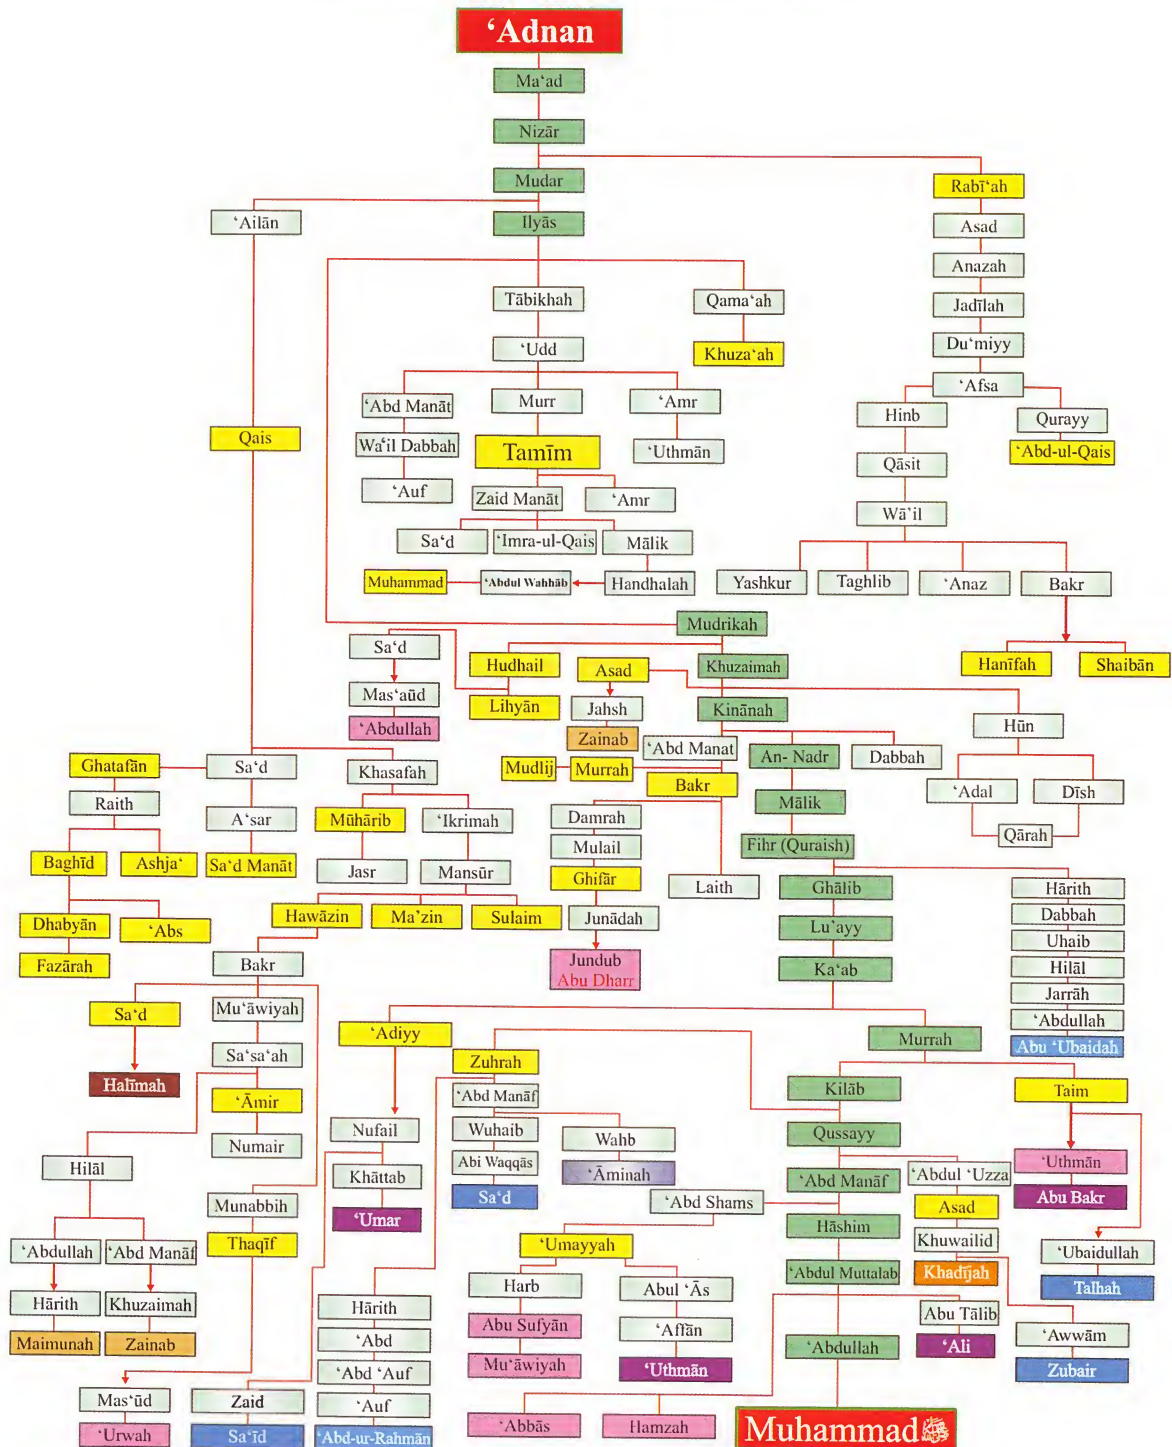 ‘Adnan
Ma‘ad
Nizār
Mudar
Rabī‘ah
‘Ailān
Ilyās
Asad
Anazah
Tābikhah
Qama‘ah
Jadīlah
‘Udd
Khuza‘ah
Du‘miyy
‘Afsa
‘Abd Manāt
Murr
‘Amr
Hinb
Qurayy
Qais
Wa‘il Dabbah
Tamīm
‘Uthmān
‘Abd-ul-Qais
Qāsit
‘Auf
Zaid Manāt
‘Amr
Wā’il
Sa‘d
‘Imra-ul-Qais
Mālik
Muhammad
‘Abdul Wahhāb
Handhalah
Yashkur
Taghlib
‘Anaz
Bakr
Mudrikah
Sa‘d
Hudhail
Asad
Khuzaimah
Hanīfah
Shaibān
Mas‘aūd
Lihyān
Jahsh
Kinānah
Hūn
‘Abdullah
Zainab
‘Abd Manat
An- Nadr
Dabbah
Ghatafān
Sa‘d
Khasafah
Mudlij
Murrah
Bakr
‘Adal
Dīsh
Raith
A‘sar
Mūhārib
‘Ikrimah
Damrah
Mālik
Qārah
Mulail
Fihr (Quraish)
Baghīd
Ashja‘
Sa‘d Manāt
Jasr
Mansūr
Ghifār
Laith
Ghālib
Hārith
Hawāzin
Ma’zin
Sulaim
Junādah
Lu’ayy
Dabbah
Dhabyān
‘Abs
Uhaib
Fazārah
Bakr
Jundub
Abu Dharr
Ka‘ab
Hilāl
Jarrāh
Sa‘d
Mu‘āwiyah
‘Adiyy
Murrah
‘Abdullah
Abu ‘Ubaidah
Sa‘sa‘ah
Zuhrah
Halīmah
‘Āmir
‘Abd Manāf
Kilāb
Taim
Numair
Nufail
Wuhaib
Wahb
Qussayy
Hilāl
Khāttab
Abi Waqqās
‘Āminah
‘Abd Manāf
‘Abdul ‘Uzza
‘Uthmān
Munabbih
‘Umar
Sa‘d
‘Abd Shams
Asad
Abu Bakr
‘Abdullah
‘Abd Manāf
Thaqīf
‘Umayyah
Hāshim
Khuwailid
‘Ubaidullah
Harb
Abul ‘Ās
‘Abdul Muttalab
Khadījah
Talhah
Hārith
Khuzaimah
Hārith
Abu Sufyān
‘Affān
Abu Tālib
‘Awwām
Maimunah
Zainab
‘Abd
Mu‘āwiyah
‘Uthmān
‘Abdullah
‘Ali
Zubair
‘Abd ‘Auf
Mas‘ūd
Zaid
‘Auf
‘Abbās
Hamzah
Muhammad ﷺ
‘Urwah
Sa‘īd
‘Abd-ur-Rahmān